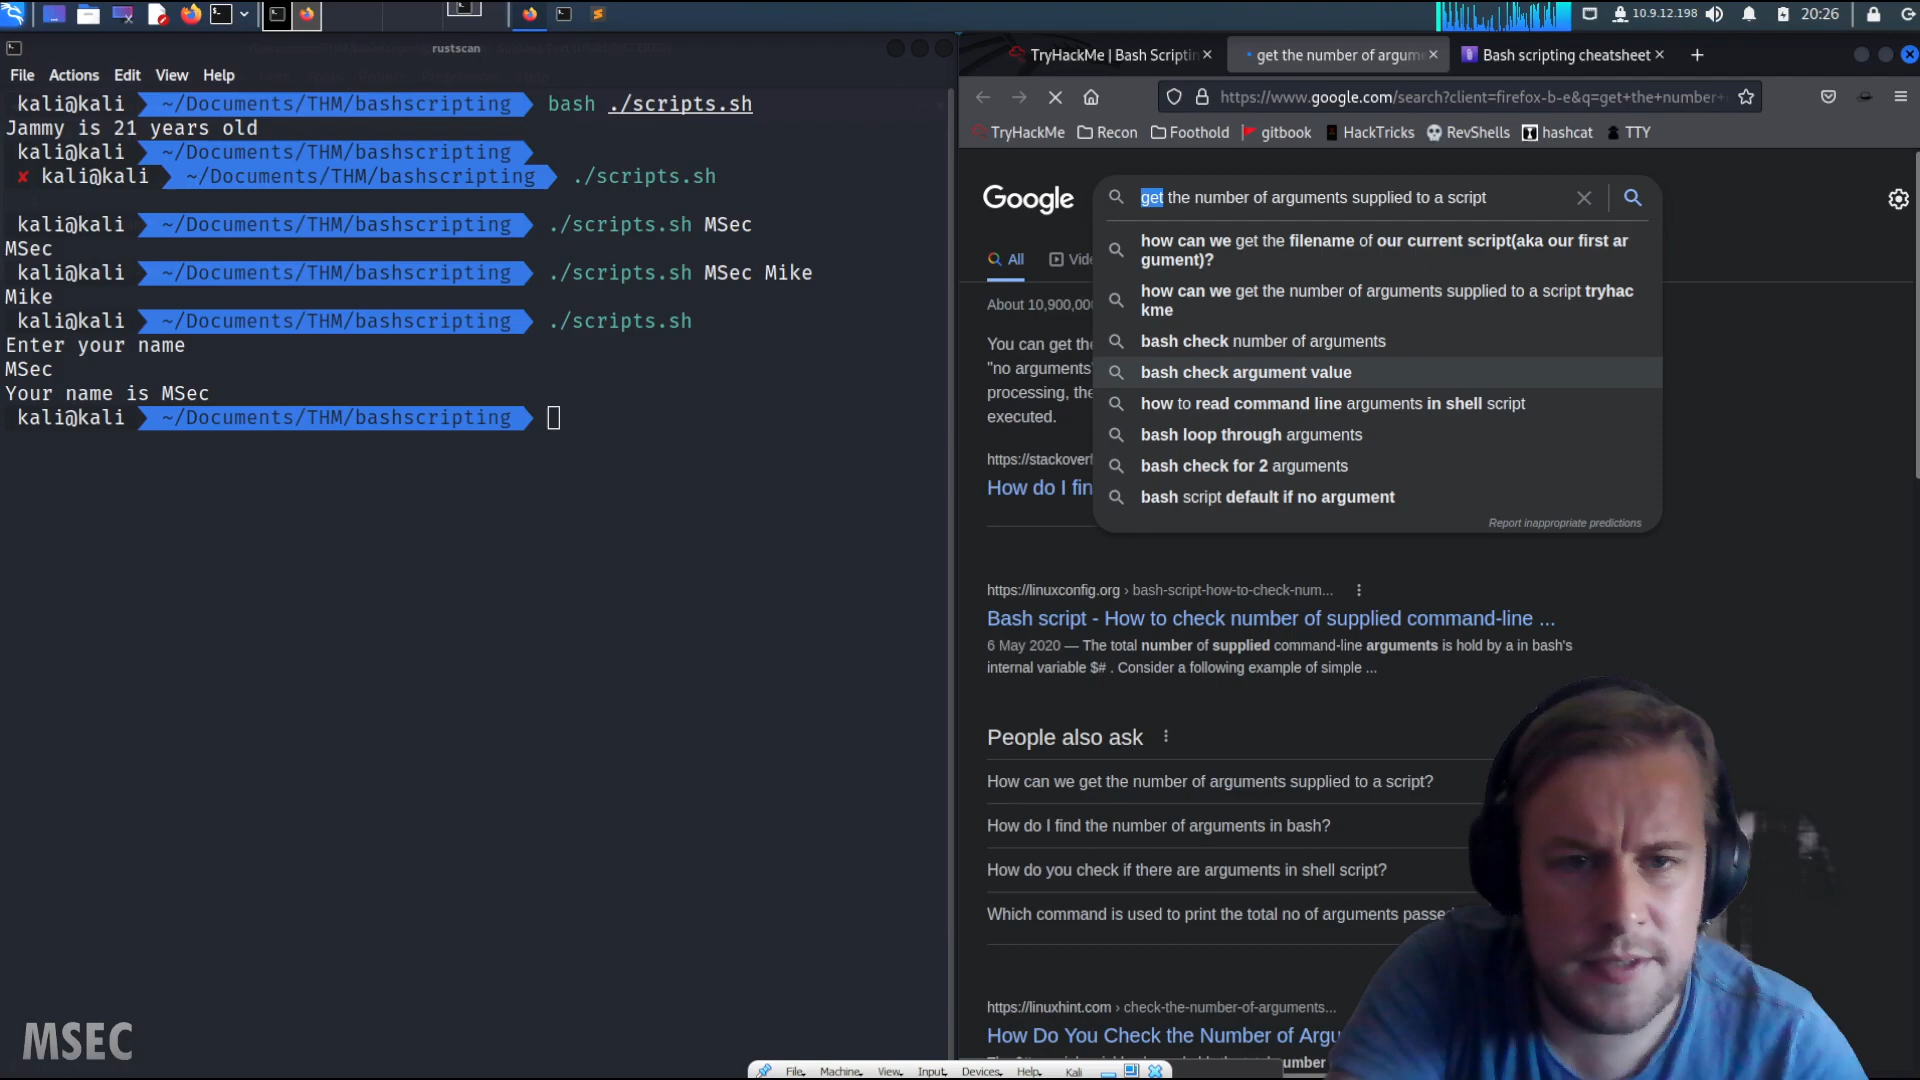 10.9.12.198
20:26
rustscan
File Actions Edit View Help
kali@kali ~/Documents/THM/bashscripting bash ./scripts.sh
Jammy is 21 years old
kali@kali ~/Documents/THM/bashscripting
✘ kali@kali ~/Documents/THM/bashscripting ./scripts.sh
kali@kali ~/Documents/THM/bashscripting ./scripts.sh MSec
MSec
kali@kali ~/Documents/THM/bashscripting ./scripts.sh MSec Mike
Mike
kali@kali ~/Documents/THM/bashscripting ./scripts.sh
Enter your name
MSec
Your name is MSec
kali@kali ~/Documents/THM/bashscripting
MSEC
TryHackMe | Bash Scriptin
get the number of argume
Bash scripting cheatsheet
https://www.google.com/search?client=firefox-b-e&q=get+the+number
TryHackMe Recon Foothold gitbook HackTricks RevShells hashcat TTY
Google
get the number of arguments supplied to a script
how can we get the filename of our current script(aka our first ar
gument)?
how can we get the number of arguments supplied to a script tryhac
kme
bash check number of arguments
bash check argument value
how to read command line arguments in shell script
bash loop through arguments
bash check for 2 arguments
bash script default if no argument
Report inappropriate predictions
All
Vide
About 10,900,000
You can get the
"no arguments"
processing, the
executed.
https://stackoverf
How do I fin
https://linuxconfig.org › bash-script-how-to-check-num...
Bash script - How to check number of supplied command-line ...
6 May 2020 — The total number of supplied command-line arguments is hold by a in bash's
internal variable $# . Consider a following example of simple ...
People also ask
How can we get the number of arguments supplied to a script?
How do I find the number of arguments in bash?
How do you check if there are arguments in shell script?
Which command is used to print the total no of arguments passed
https://linuxhint.com › check-the-number-of-arguments...
How Do You Check the Number of Argu
number
File Machine View Input Devices Help Kali